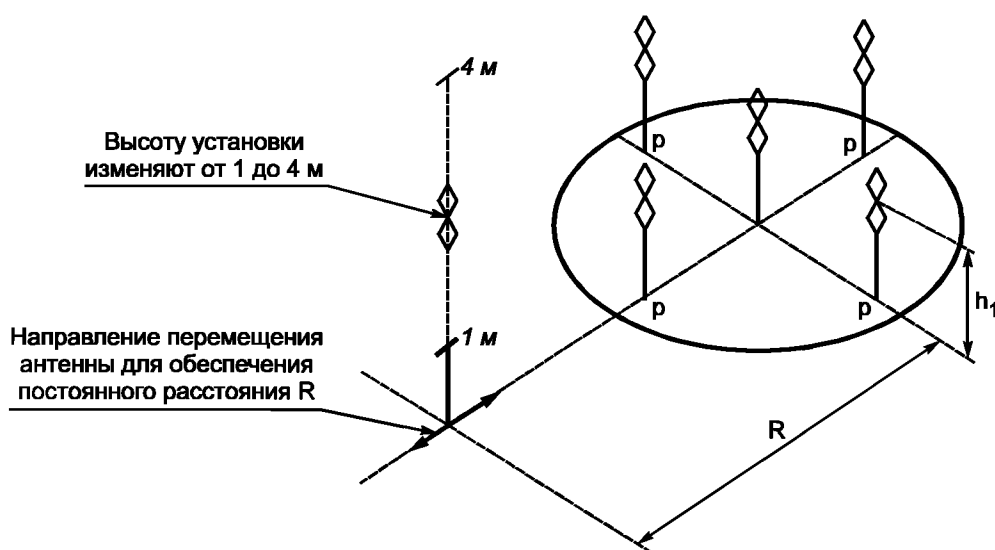 4 м
Высоту установки
изменяют от 1 до 4 м
р
р
р
р
h₁
1 м
Направление перемещения
антенны для обеспечения
постоянного расстояния R
R